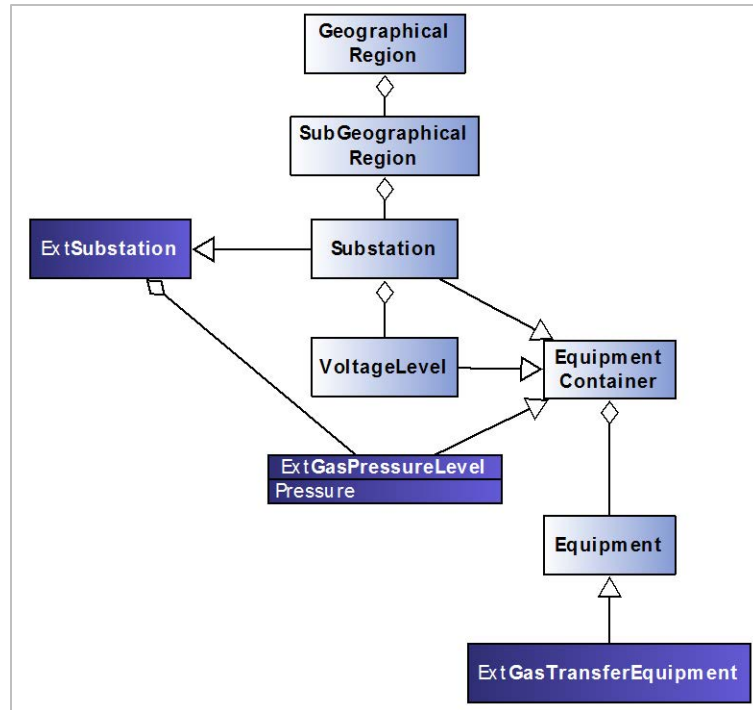 Geographical
Region
SubGeographical
Region
ExtSubstation
Substation
VoltageLevel
Equipment
Container
ExtGasPressureLevel
Pressure
Equipment
ExtGasTransferEquipment